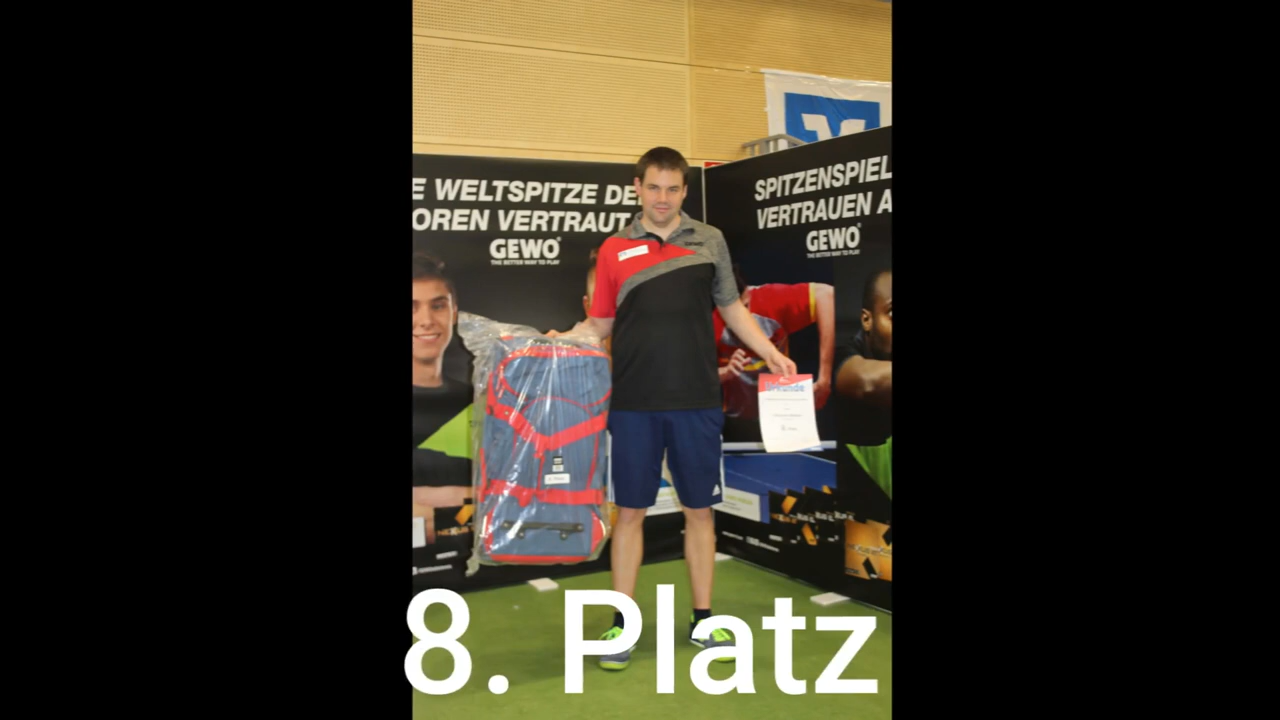 E WELTSPITZE DE
OREN VERTRAUT
GEWO
THE BETTER WAY TO PLAY
SPITZENSPIEL
VERTRAUEN A
GEWO
THE BETTER WAY TO PLAY
Urkunde
8. Platz